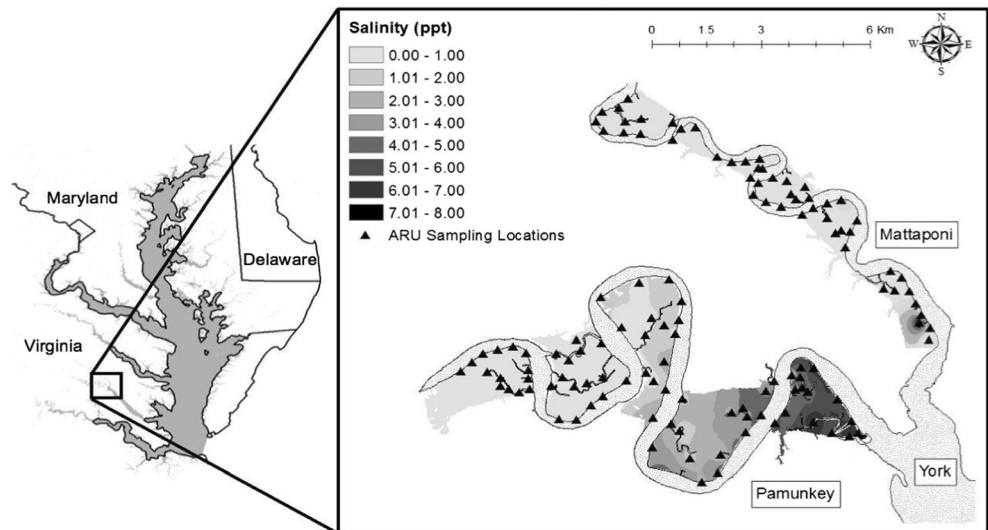 Maryland
Delaware
Virginia
Salinity (ppt)
0.00 - 1.00
1.01 - 2.00
2.01 - 3.00
3.01 - 4.00
4.01 - 5.00
5.01 - 6.00
6.01 - 7.00
7.01 - 8.00
ARU Sampling Locations
0 1.5 3 6 Km
N
W E
S
Mattaponi
York
Pamunkey